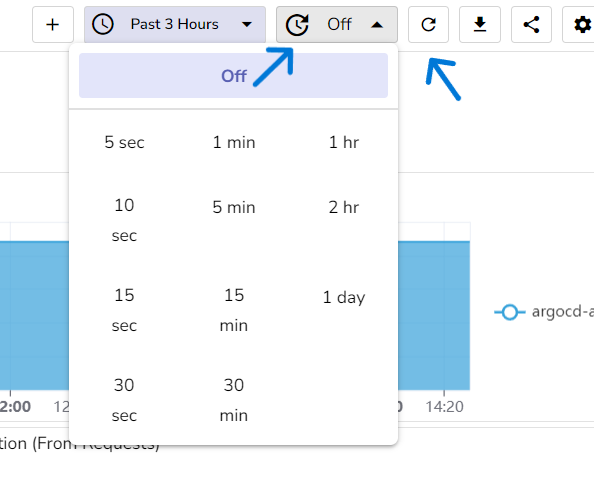 Past 3 Hours
Off
Off
5 sec
1 min
1 hr
10
sec
5 min
2 hr
15
sec
15
min
1 day
30
sec
30
min
argocd-a
2:00
12
0
14:20
tion (From Requests)